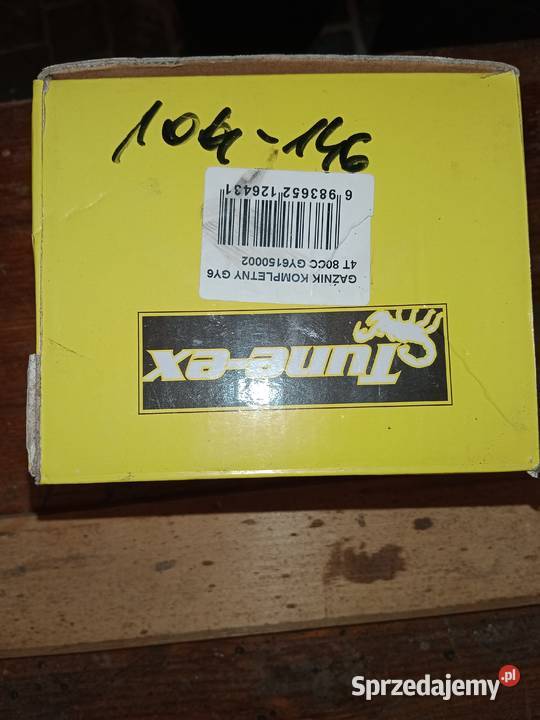 104-146
GAŹNIK KOMPLETNY GY6
4T 80CC GY6150002
6 983652 126431
Tune-ex
Sprzedajemy.pl